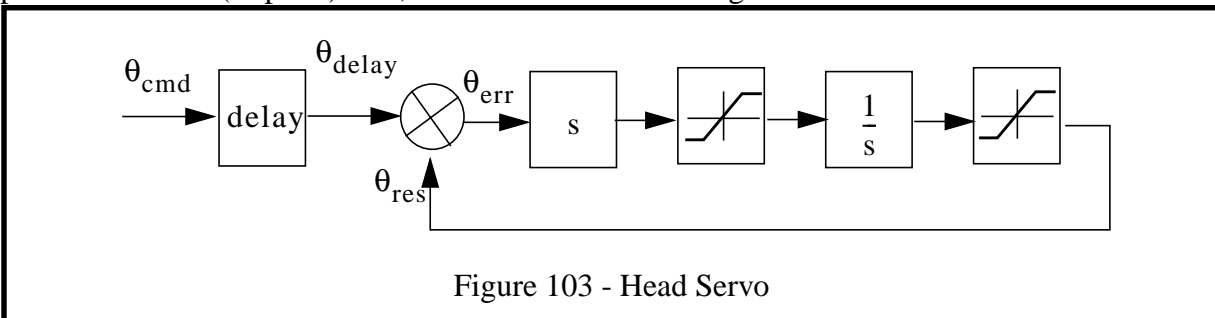 θcmd
θdelay
delay
θerr
s
1
s
θres
Figure 103 - Head Servo